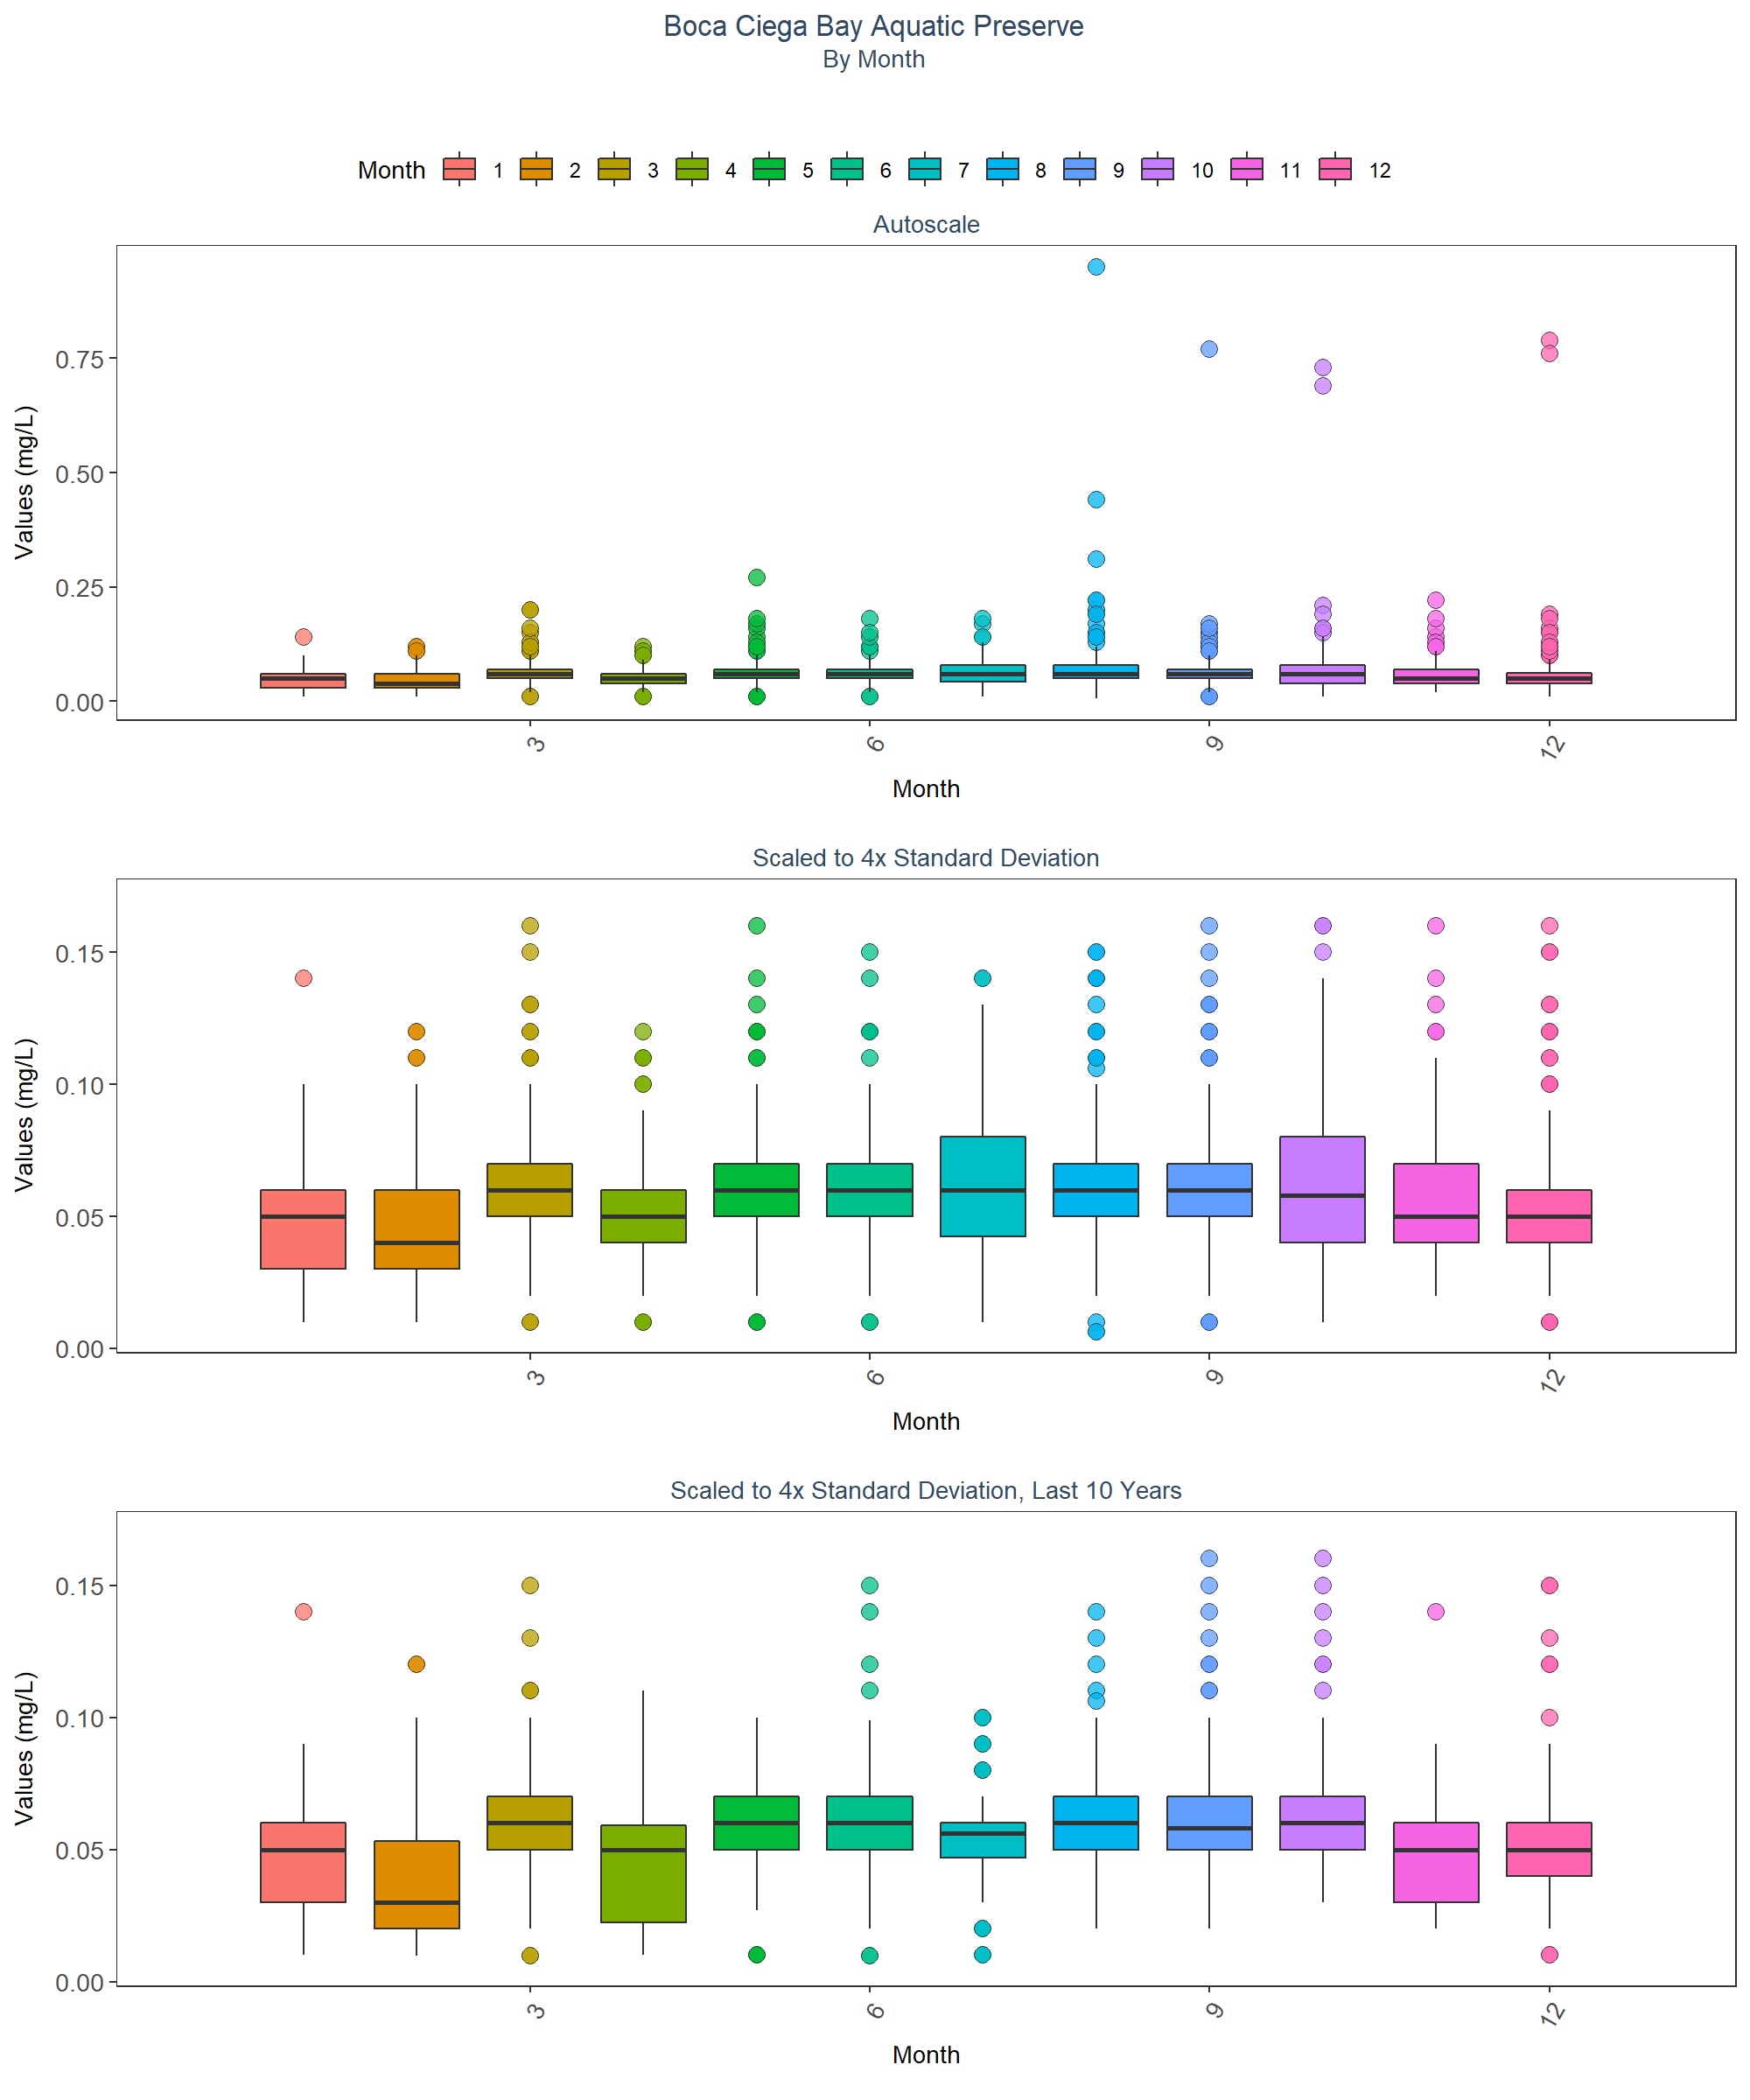 Boca Ciega Bay Aquatic Preserve
By Month
Month 1 2 3 4 5 6 7 8 9 10 11 12
Autoscale
Values (mg/L)
0.75
0.50
0.25
0.00
3 6 9 12
Month
Scaled to 4x Standard Deviation
Values (mg/L)
0.15
0.10
0.05
0.00
3 6 9 12
Month
Scaled to 4x Standard Deviation, Last 10 Years
Values (mg/L)
0.15
0.10
0.05
0.00
3 6 9 12
Month